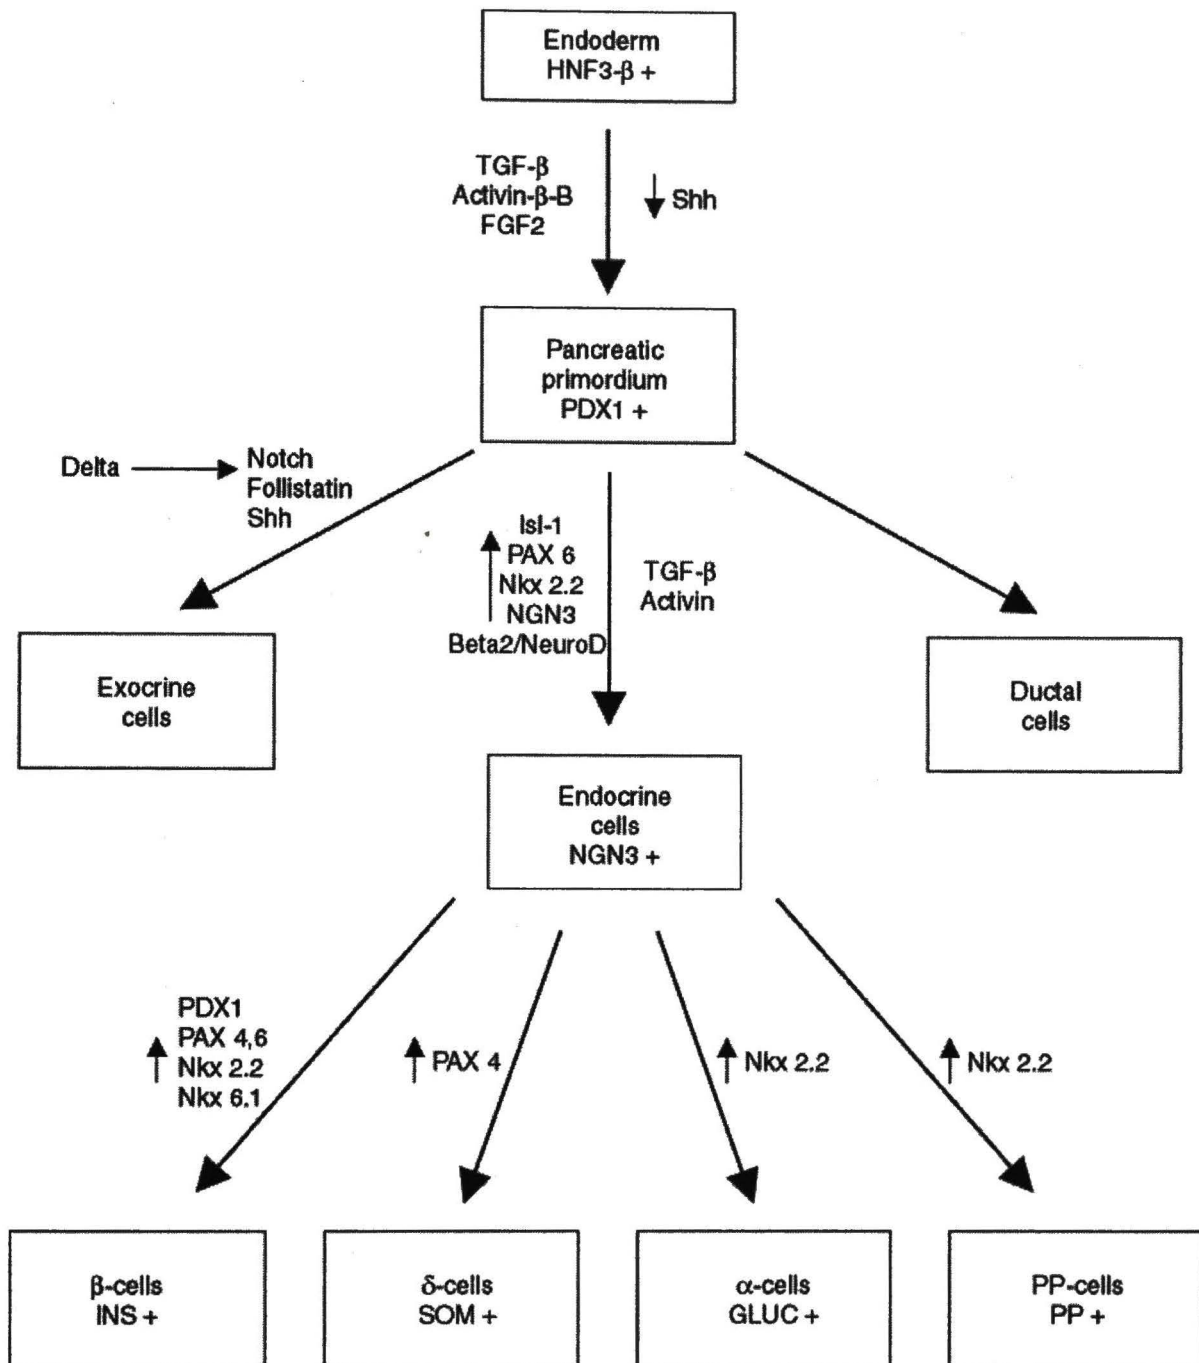 Endoderm
HNF3-β +
TGF-β
Activin-β-B
FGF2
Shh
Pancreatic
primordium
PDX1 +
Delta
Notch
Follistatin
Shh
Isl-1
PAX 6
Nkx 2.2
NGN3
Beta2/NeuroD
TGF-β
Activin
Exocrine
cells
Ductal
cells
Endocrine
cells
NGN3 +
PDX1
PAX 4,6
Nkx 2.2
Nkx 6.1
PAX 4
Nkx 2.2
Nkx 2.2
β-cells
INS +
δ-cells
SOM +
α-cells
GLUC +
PP-cells
PP +